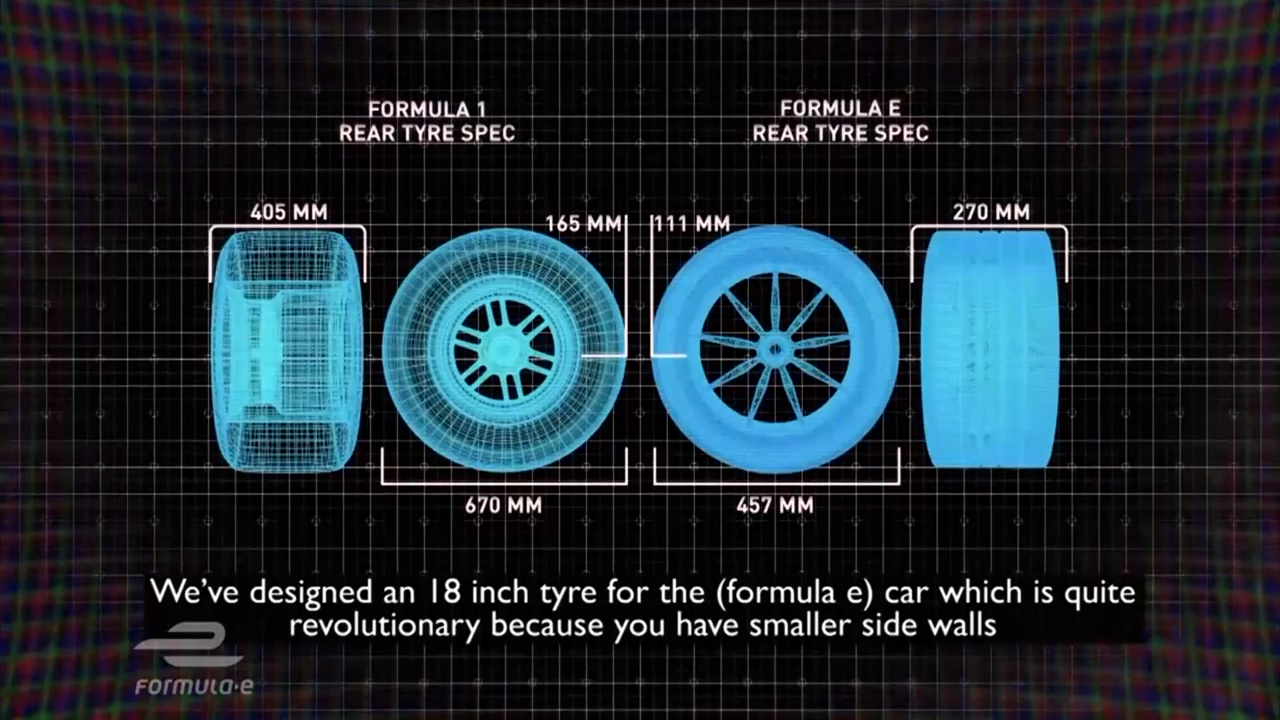 FORMULA 1
REAR TYRE SPEC
FORMULA E
REAR TYRE SPEC
405 MM
165 MM
111 MM
270 MM
670 MM
457 MM
We've designed an 18 inch tyre for the (formula e) car which is quite
revolutionary because you have smaller side walls
Formula·e